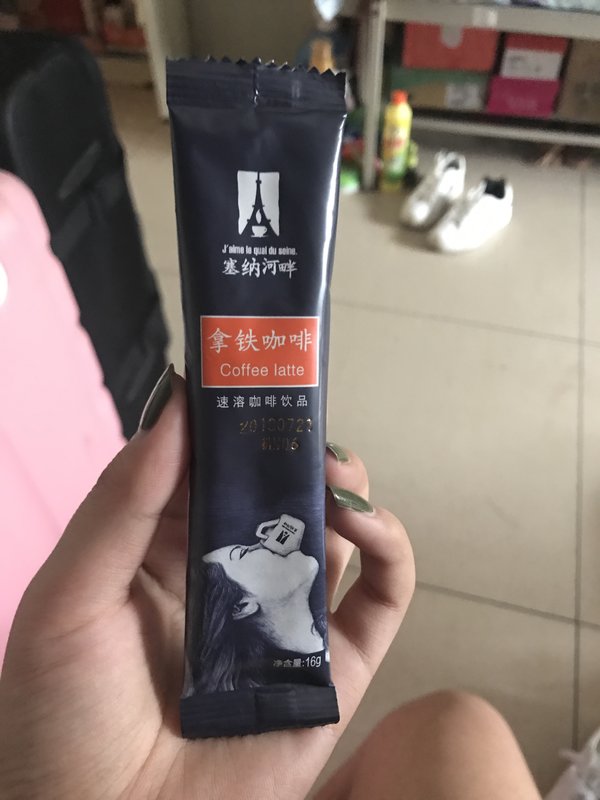 J'aime le quai du seine.
塞纳河畔
拿铁咖啡
Coffee latte
速溶咖啡饮品
20180721
净含量:16g